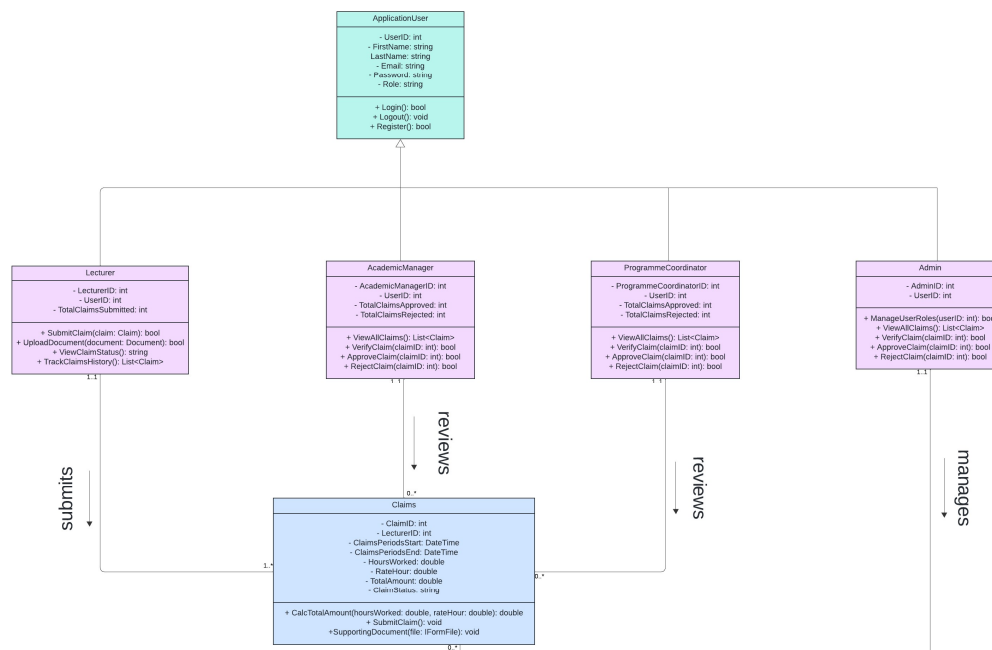 ApplicationUser
- UserID: int
- FirstName: string
LastName: string
- Email: string
- Password: string
- Role: string
+ Login(): bool
+ Logout(): void
+ Register(): bool
Lecturer
- LecturerID: int
- UserID: int
- TotalClaimsSubmitted: int
+ SubmitClaim(claim: Claim): bool
+ UploadDocument(document: Document): bool
+ ViewClaimStatus(): string
+ TrackClaimsHistory(): List<Claim>
1..1
AcademicManager
- AcademicManagerID: int
- UserID: int
- TotalClaimsApproved: int
- TotalClaimsRejected: int
+ ViewAllClaims(): List<Claim>
+ VerifyClaim(claimID: int): bool
+ ApproveClaim(claimID: int): bool
+ RejectClaim(claimID: int): bool
1..1
ProgrammeCoordinator
- ProgrammeCoordinatorID: int
- UserID: int
- TotalClaimsApproved: int
- TotalClaimsRejected: int
+ ViewAllClaims(): List<Claim>
+ VerifyClaim(claimID: int): bool
+ ApproveClaim(claimID: int): bool
+ RejectClaim(claimID: int): bool
1..1
Admin
- AdminID: int
- UserID: int
+ ManageUserRoles(userID: int): boo
+ ViewAllClaims(): List<Claim>
+ VerifyClaim(claimID: int): bool
+ ApproveClaim(claimID: int): bool
+ RejectClaim(claimID: int): bool
1..1
submits
reviews
reviews
manages
0..*
1..*
0..*
Claims
- ClaimID: int
- LecturerID: int
- ClaimsPeriodsStart: DateTime
- ClaimsPeriodsEnd: DateTime
- HoursWorked: double
- RateHour: double
- TotalAmount: double
- ClaimStatus: string
+ CalcTotalAmount(hoursWorked: double, rateHour: double): double
+ SubmitClaim(): void
+SupportingDocument(file: IFormFile): void
0..*